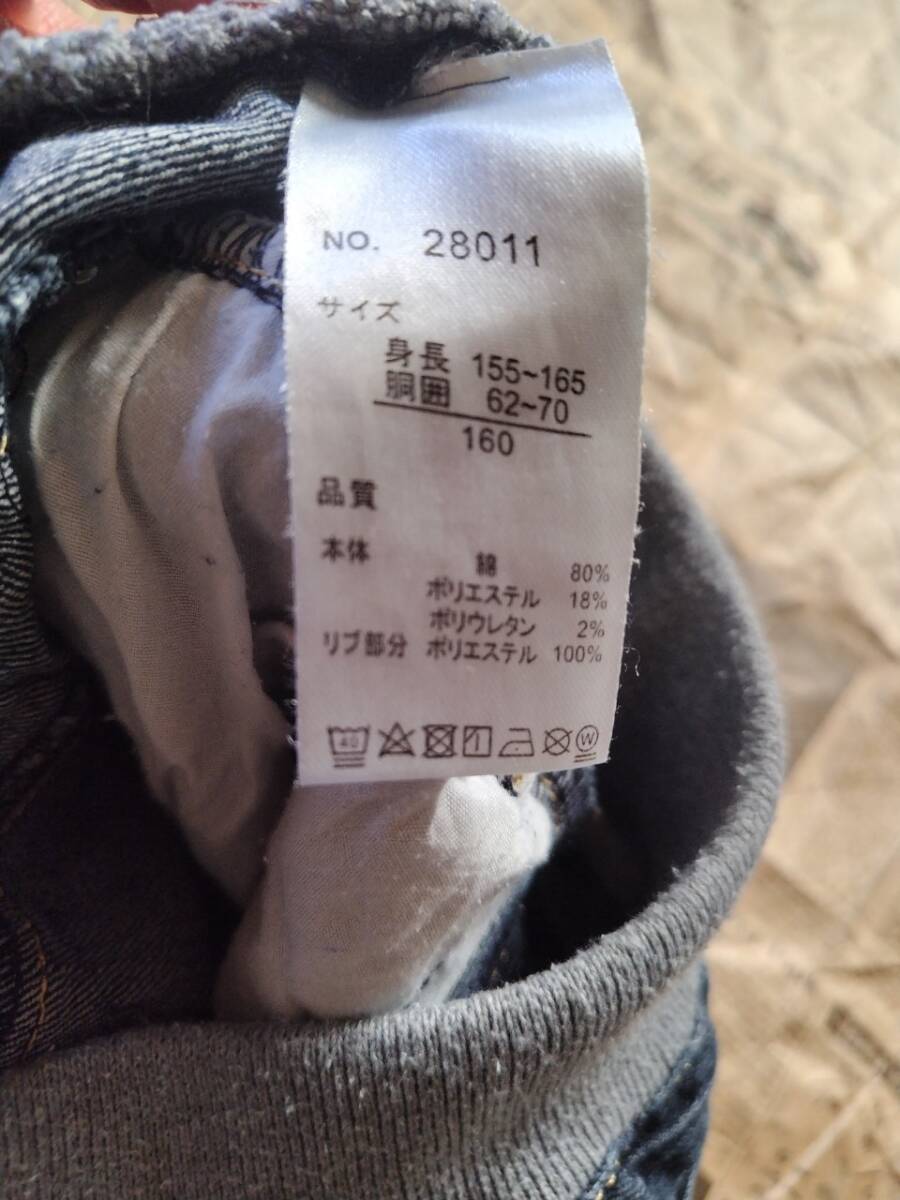 NO. 28011
サイズ
身長 155~165
胴囲 62~70
160
品質
本体 綿 80%
ポリエステル 18%
ポリウレタン 2%
リブ部分 ポリエステル 100%
40
W